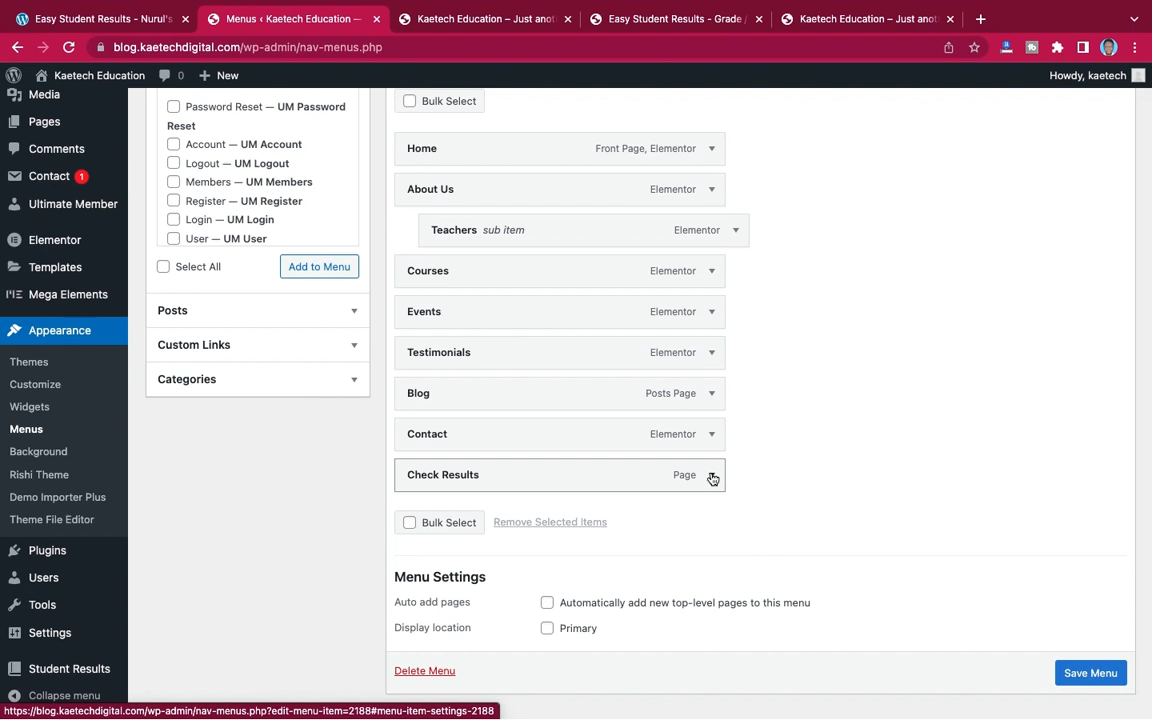 Easy Student Results - Nurul's
Menus ‹ Kaetech Education —
Kaetech Education – Just anot
Easy Student Results - Grade /
Kaetech Education – Just anot
blog.kaetechdigital.com/wp-admin/nav-menus.php
Kaetech Education
0
New
Howdy, kaetech
Media
Pages
Comments
Contact 1
Ultimate Member
Elementor
Templates
Mega Elements
Appearance
Themes
Customize
Widgets
Menus
Background
Rishi Theme
Demo Importer Plus
Theme File Editor
Plugins
Users
Tools
Settings
Student Results
Collapse menu
Password Reset — UM Password
Reset
Account — UM Account
Logout — UM Logout
Members — UM Members
Register — UM Register
Login — UM Login
User — UM User
Select All
Add to Menu
Posts
Custom Links
Categories
Bulk Select
Home Front Page, Elementor
About Us Elementor
Teachers sub item Elementor
Courses Elementor
Events Elementor
Testimonials Elementor
Blog Posts Page
Contact Elementor
Check Results Page
Bulk Select Remove Selected Items
Menu Settings
Auto add pages Automatically add new top-level pages to this menu
Display location Primary
Delete Menu
Save Menu
https://blog.kaetechdigital.com/wp-admin/nav-menus.php?edit-menu-item=2188#menu-item-settings-2188